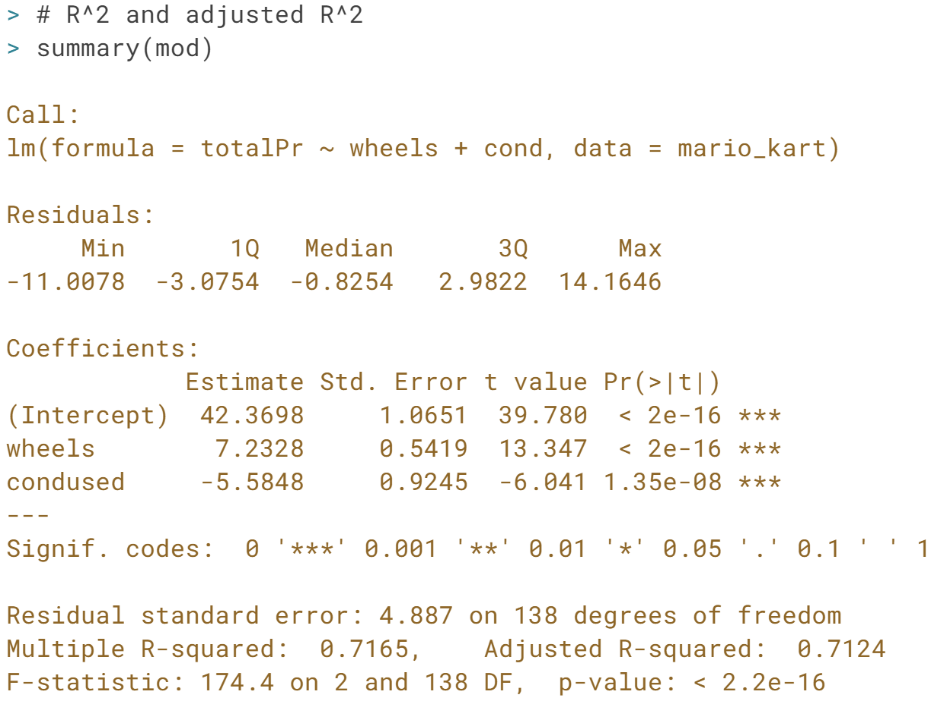 > # R^2 and adjusted R^2
> summary(mod)
Call:
lm(formula = totalPr ~ wheels + cond, data = mario_kart)
Residuals:
     Min       1Q   Median       3Q      Max
-11.0078  -3.0754  -0.8254   2.9822  14.1646
Coefficients:
            Estimate Std. Error t value Pr(>|t|)
(Intercept)  42.3698     1.0651  39.780  < 2e-16 ***
wheels        7.2328     0.5419  13.347  < 2e-16 ***
condused     -5.5848     0.9245  -6.041 1.35e-08 ***
---
Signif. codes:  0 '***' 0.001 '**' 0.01 '*' 0.05 '.' 0.1 ' ' 1
Residual standard error: 4.887 on 138 degrees of freedom
Multiple R-squared:  0.7165,    Adjusted R-squared:  0.7124
F-statistic: 174.4 on 2 and 138 DF,  p-value: < 2.2e-16